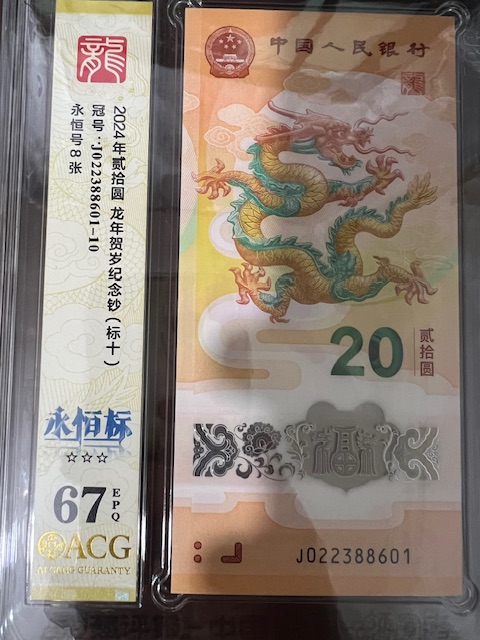 龍
2024年贰拾圆 龙年贺岁纪念钞(标十)
冠号:J022388601-10
永恒号8张
永恒标
67 EPQ
ACG
中国人民银行
20
贰拾圆
J022388601